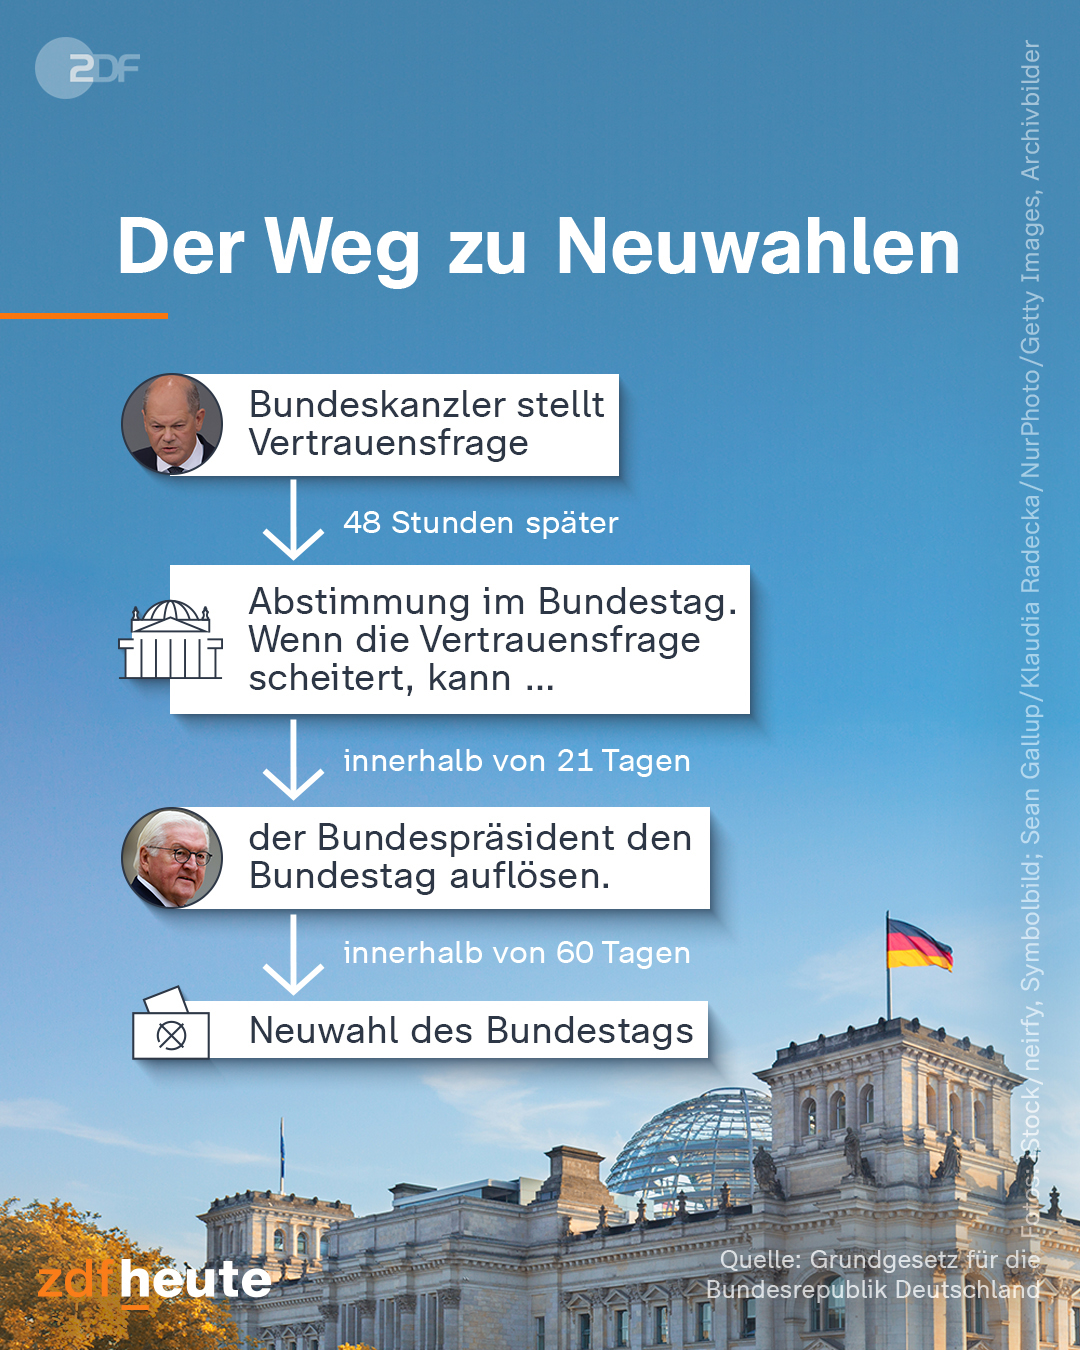 ZDF
Der Weg zu Neuwahlen
Bundeskanzler stellt
Vertrauensfrage
48 Stunden später
Abstimmung im Bundestag.
Wenn die Vertrauensfrage
scheitert, kann ...
innerhalb von 21 Tagen
der Bundespräsident den
Bundestag auflösen.
innerhalb von 60 Tagen
Neuwahl des Bundestags
zdfheute
Quelle: Grundgesetz für die
Bundesrepublik Deutschland
Fotos: iStock/neirfy, Symbolbild; Sean Gallup/Klaudia Radecka/NurPhoto/Getty Images, Archivbilder